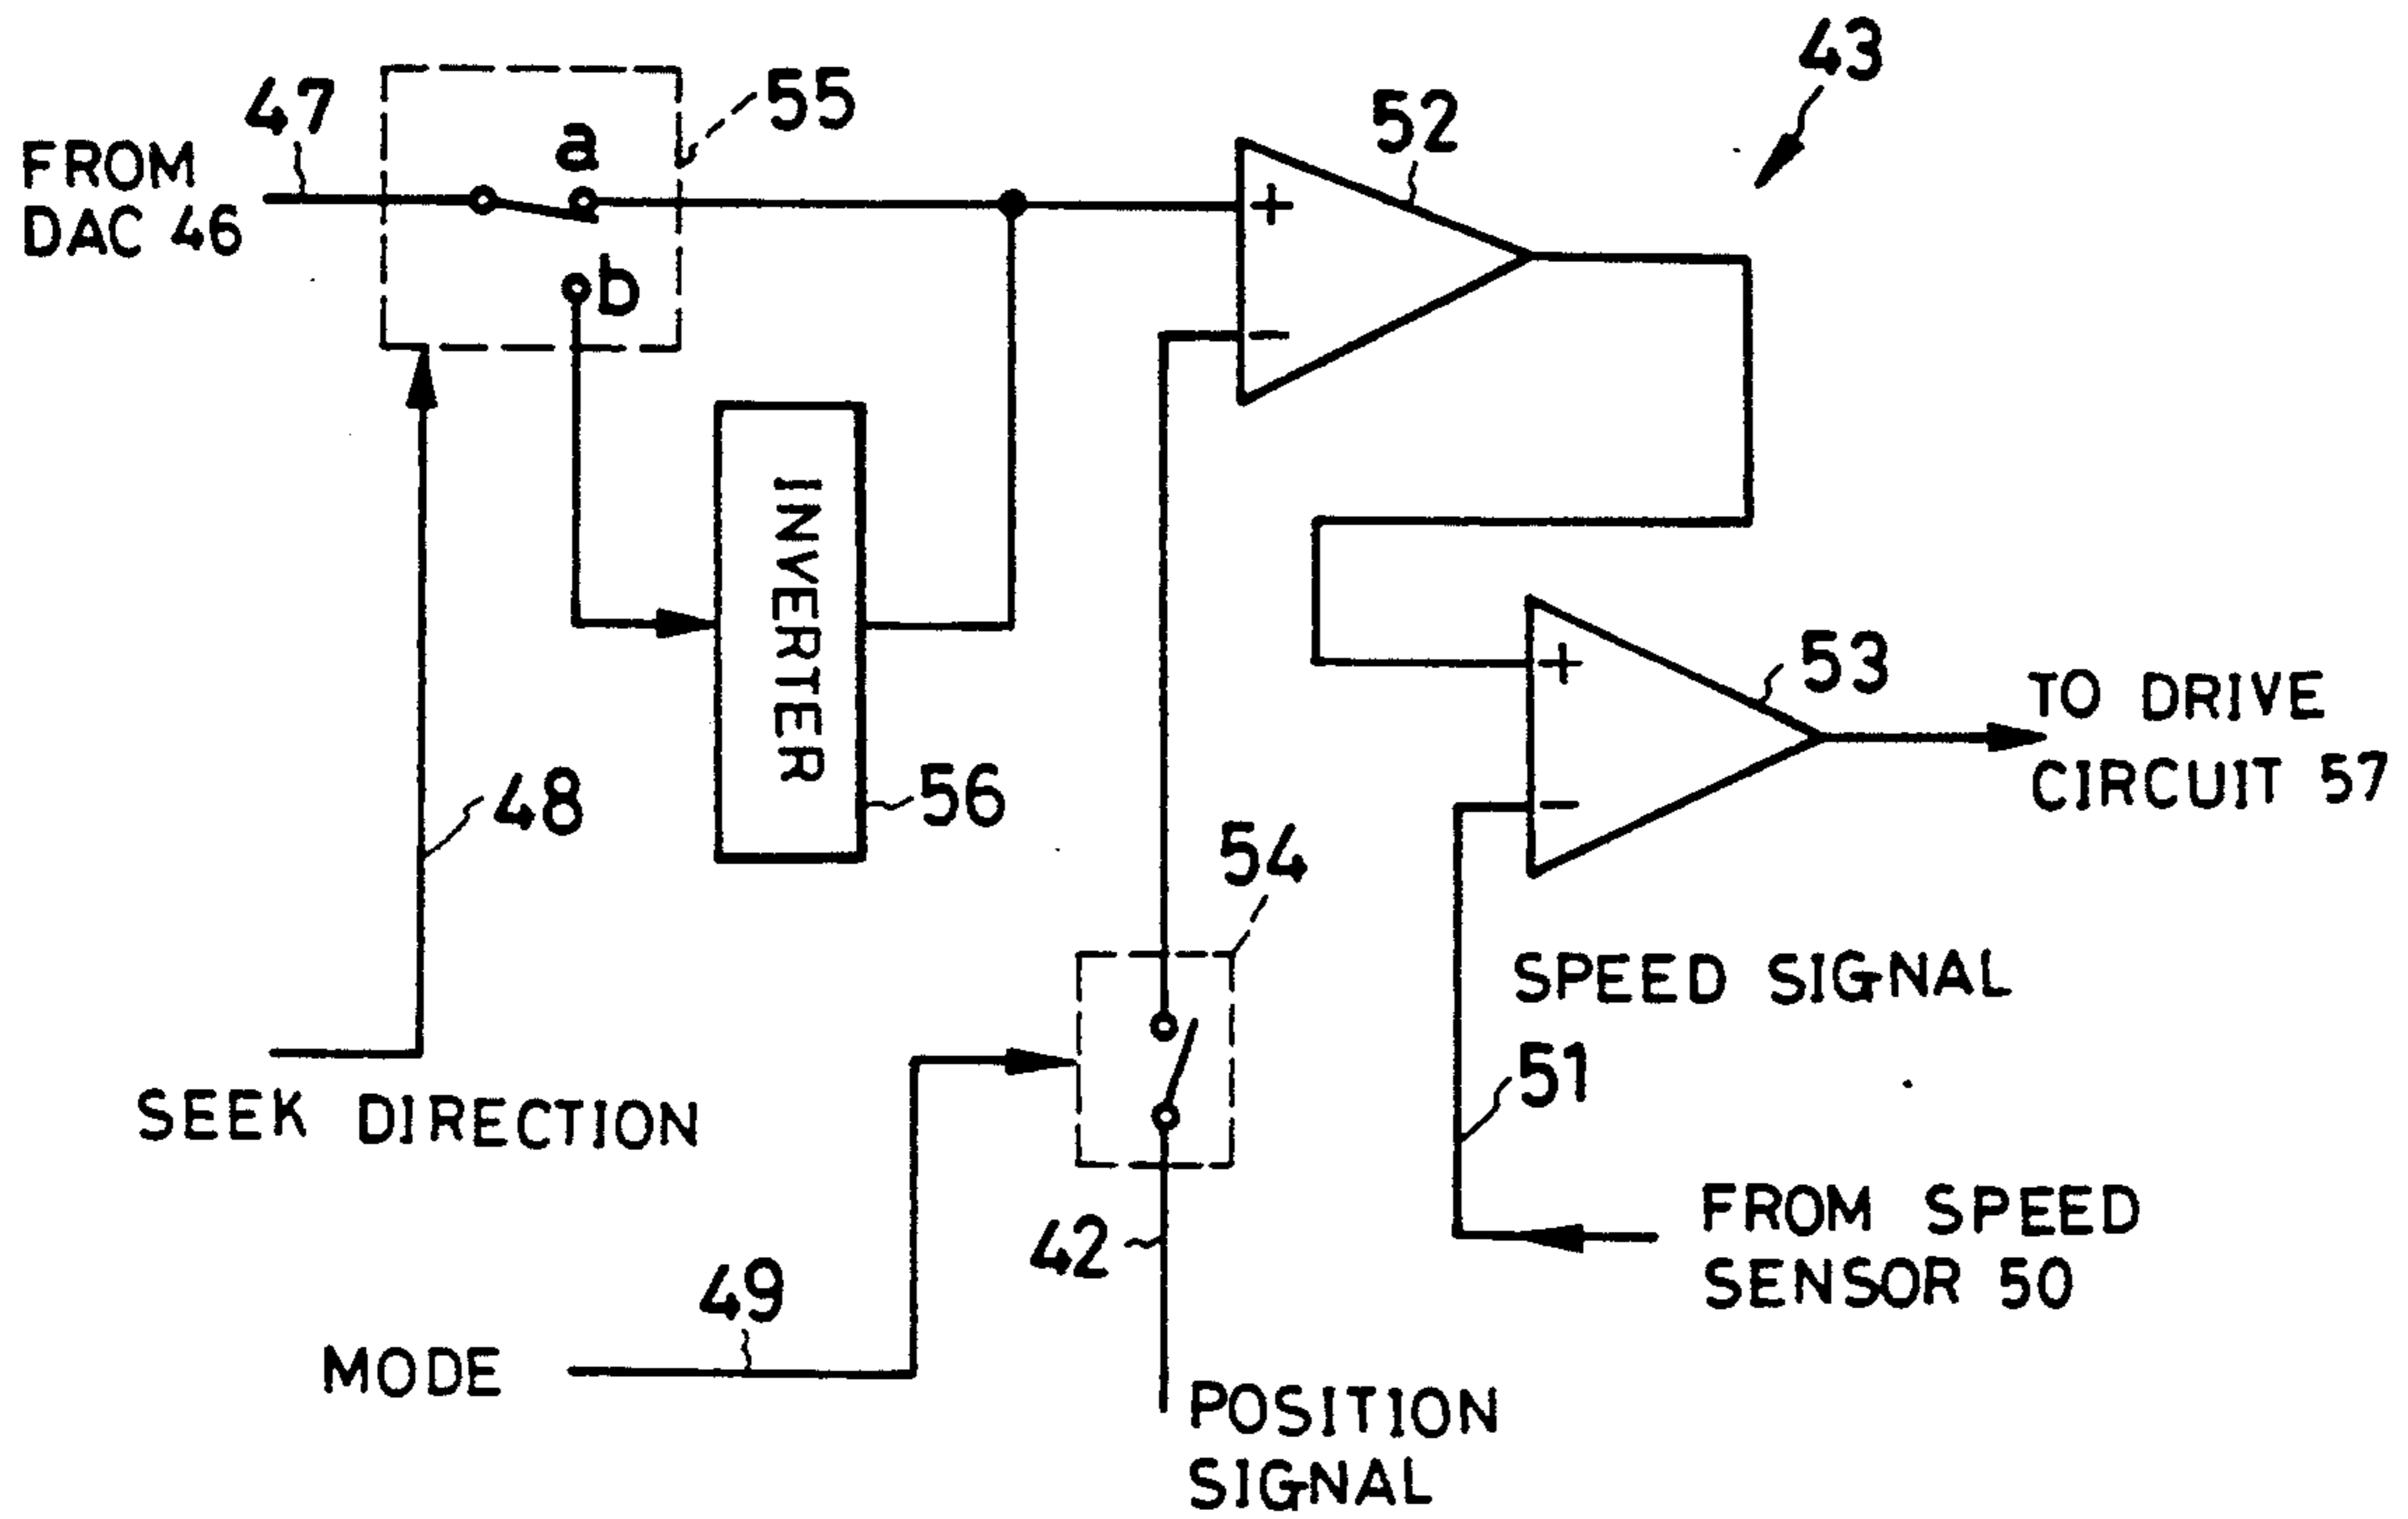 43
47
55
52
FROM
DAC 46
a
b
+
−
INVERTER
53
+
−
TO DRIVE
CIRCUIT 57
48
56
54
SPEED SIGNAL
51
SEEK DIRECTION
42
FROM SPEED
SENSOR 50
49
MODE
POSITION
SIGNAL